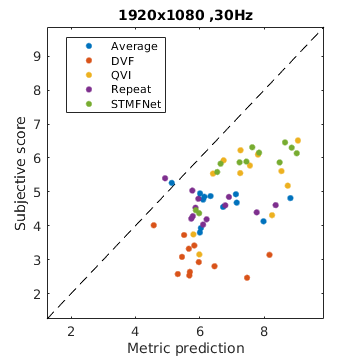 1920x1080 ,30Hz
Average
DVF
QVI
Repeat
STMFNet
Subjective score
9
8
7
6
5
4
3
2
2
4
6
8
Metric prediction